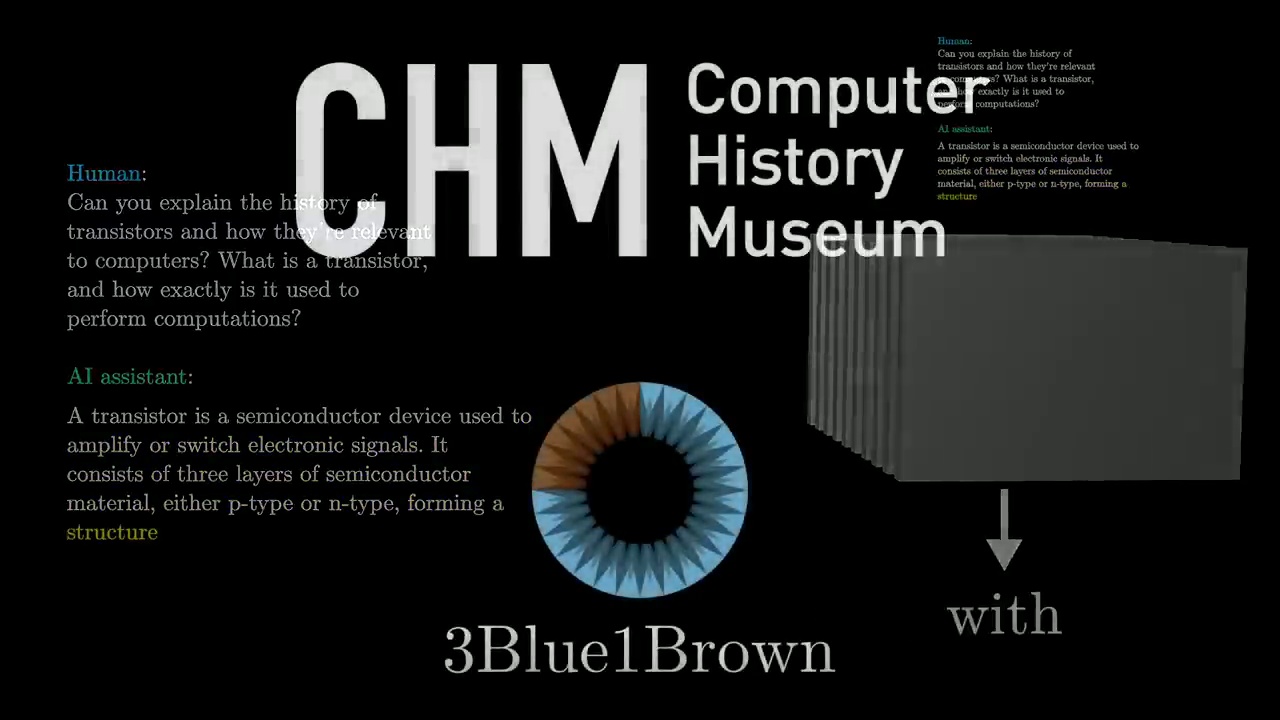 CHM
Computer
History
Museum
Human:
Can you explain the history of
transistors and how they're relevant
to computers? What is a transistor,
and how exactly is it used to
perform computations?
AI assistant:
A transistor is a semiconductor device used to
amplify or switch electronic signals. It
consists of three layers of semiconductor
material, either p-type or n-type, forming a
structure
Human:
Can you explain the history of
transistors and how they're relevant
to computers? What is a transistor,
and how exactly is it used to
perform computations?
AI assistant:
A transistor is a semiconductor device used to
amplify or switch electronic signals. It
consists of three layers of semiconductor
material, either p-type or n-type, forming a
structure
with
3Blue1Brown